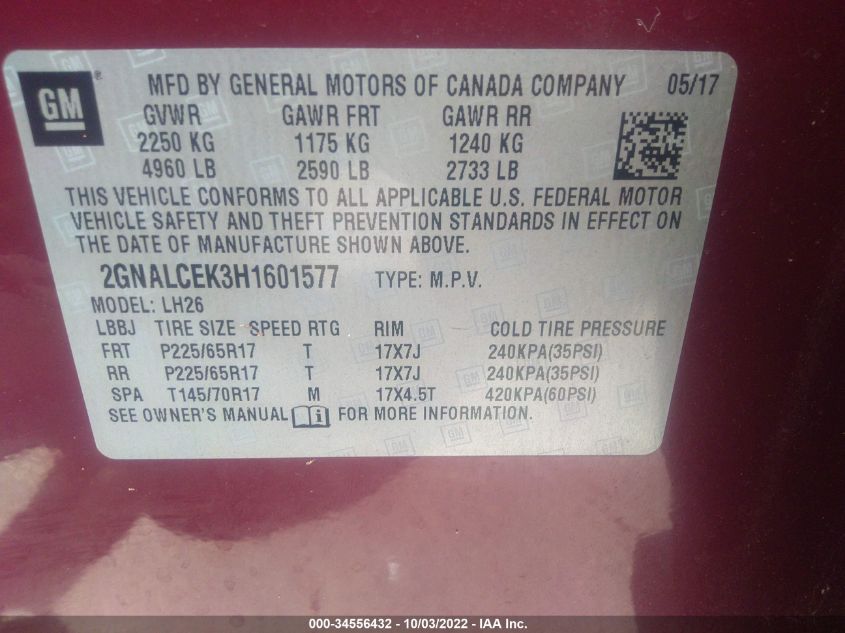 GM ® MFD BY GENERAL MOTORS OF CANADA COMPANY 05/17
GVWR GAWR FRT GAWR RR
2250 KG 1175 KG 1240 KG
4960 LB 2590 LB 2733 LB
THIS VEHICLE CONFORMS TO ALL APPLICABLE U.S. FEDERAL MOTOR
VEHICLE SAFETY AND THEFT PREVENTION STANDARDS IN EFFECT ON
THE DATE OF MANUFACTURE SHOWN ABOVE.
2GNALCEK3H1601577 TYPE: M.P.V.
MODEL: LH26
LBBJ TIRE SIZE SPEED RTG RIM COLD TIRE PRESSURE
FRT P225/65R17 T 17X7J 240KPA(35PSI)
RR P225/65R17 T 17X7J 240KPA(35PSI)
SPA T145/70R17 M 17X4.5T 420KPA(60PSI)
SEE OWNER'S MANUAL FOR MORE INFORMATION.
000-34556432 - 10/03/2022 - IAA Inc.